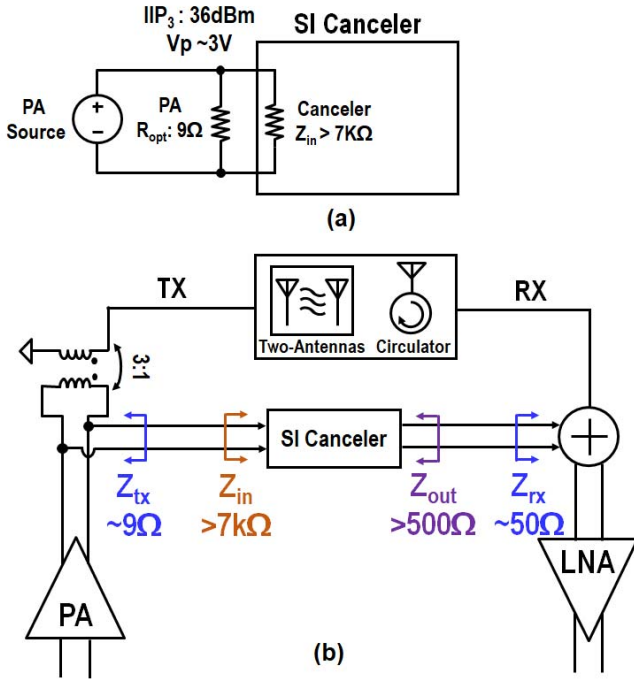 IIP3 : 36dBm
Vp ~3V
SI Canceler
PA
Source
PA
Ropt: 9Ω
Canceler
Zin > 7KΩ
(a)
TX
RX
Two-Antennas
Circulator
3:1
SI Canceler
Ztx
~9Ω
Zin
>7kΩ
Zout
>500Ω
Zrx
~50Ω
PA
LNA
(b)